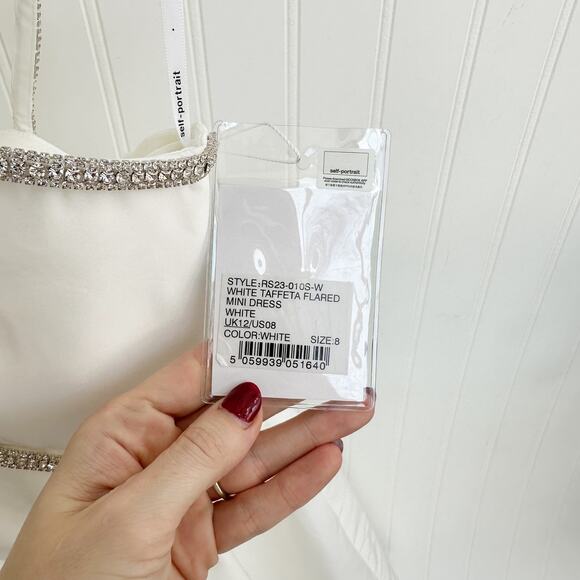 self-portrait
self-portrait
STYLE:RS23-010S-W
WHITE TAFFETA FLARED
MINI DRESS
WHITE
UK12/US08
COLOR:WHITE SIZE:8
5 059939 051640